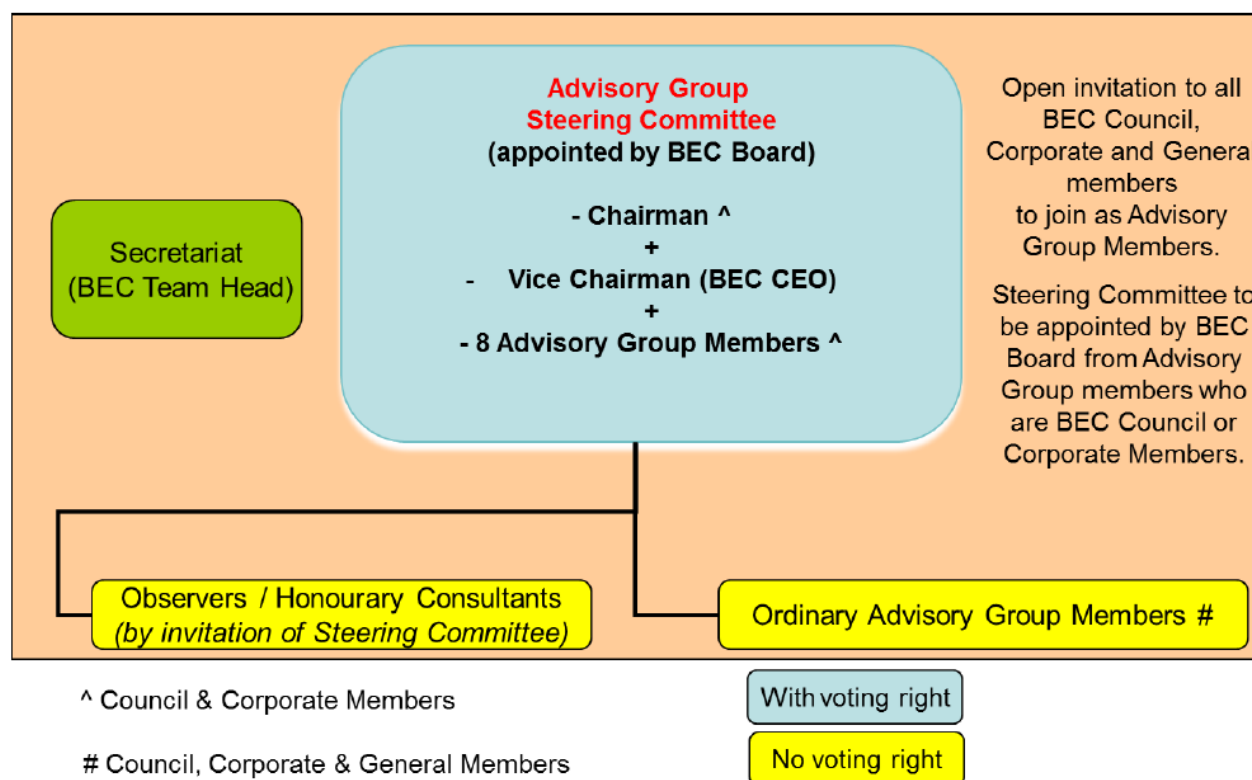 Advisory Group
Steering Committee
(appointed by BEC Board)
- Chairman ^
+
- Vice Chairman (BEC CEO)
+
- 8 Advisory Group Members ^
Secretariat
(BEC Team Head)
Open invitation to all
BEC Council,
Corporate and Genera
members
to join as Advisory
Group Members.
Steering Committee to
be appointed by BEC
Board from Advisory
Group members who
are BEC Council or
Corporate Members.
Observers / Honourary Consultants
(by invitation of Steering Committee)
Ordinary Advisory Group Members #
^ Council & Corporate Members
With voting right
# Council, Corporate & General Members
No voting right